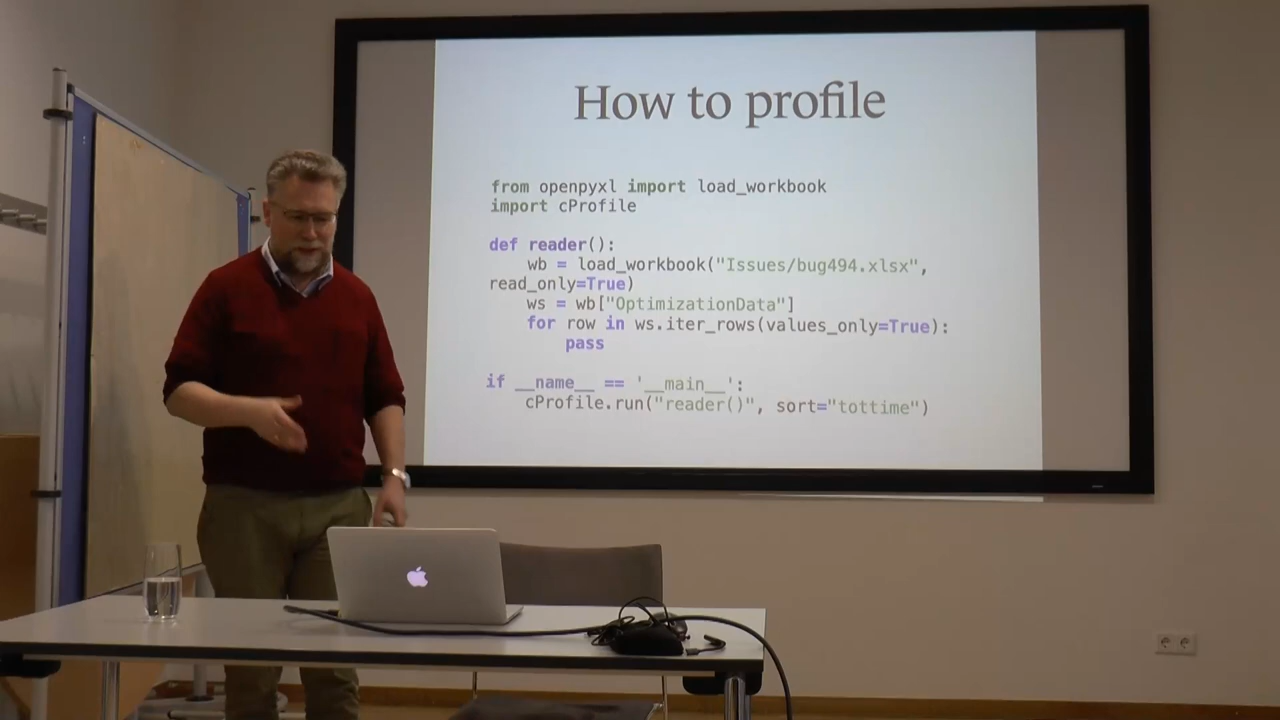 How to profile
from openpyxl import load_workbook
import cProfile
def reader():
    wb = load_workbook("Issues/bug494.xlsx",
read_only=True)
    ws = wb["OptimizationData"]
    for row in ws.iter_rows(values_only=True):
        pass
if __name__ == '__main__':
    cProfile.run("reader()", sort="tottime")